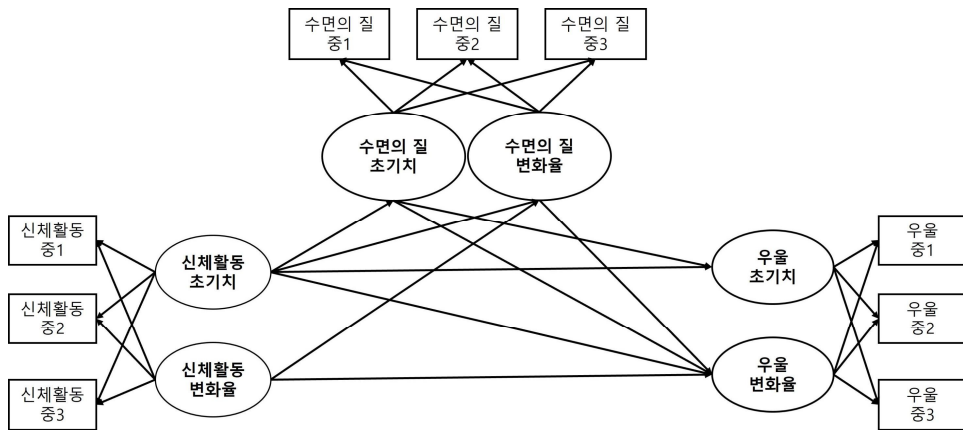 수면의 질
중1
수면의 질
중2
수면의 질
중3
수면의 질
초기치
수면의 질
변화율
신체활동
중1
신체활동
중2
신체활동
중3
신체활동
초기치
신체활동
변화율
우울
초기치
우울
변화율
우울
중1
우울
중2
우울
중3